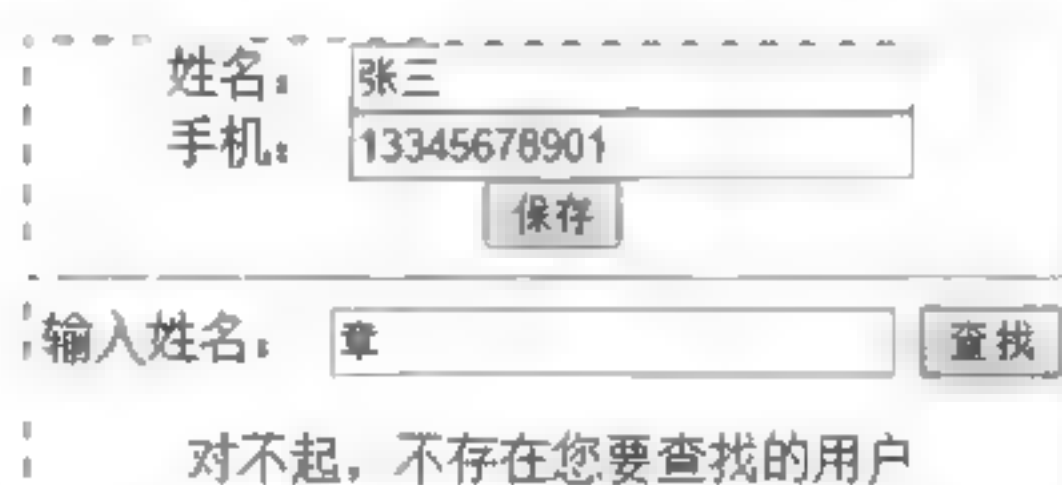 姓名： 张三
手机： 13345678901
保存
输入姓名： 章 查找
对不起，不存在您要查找的用户